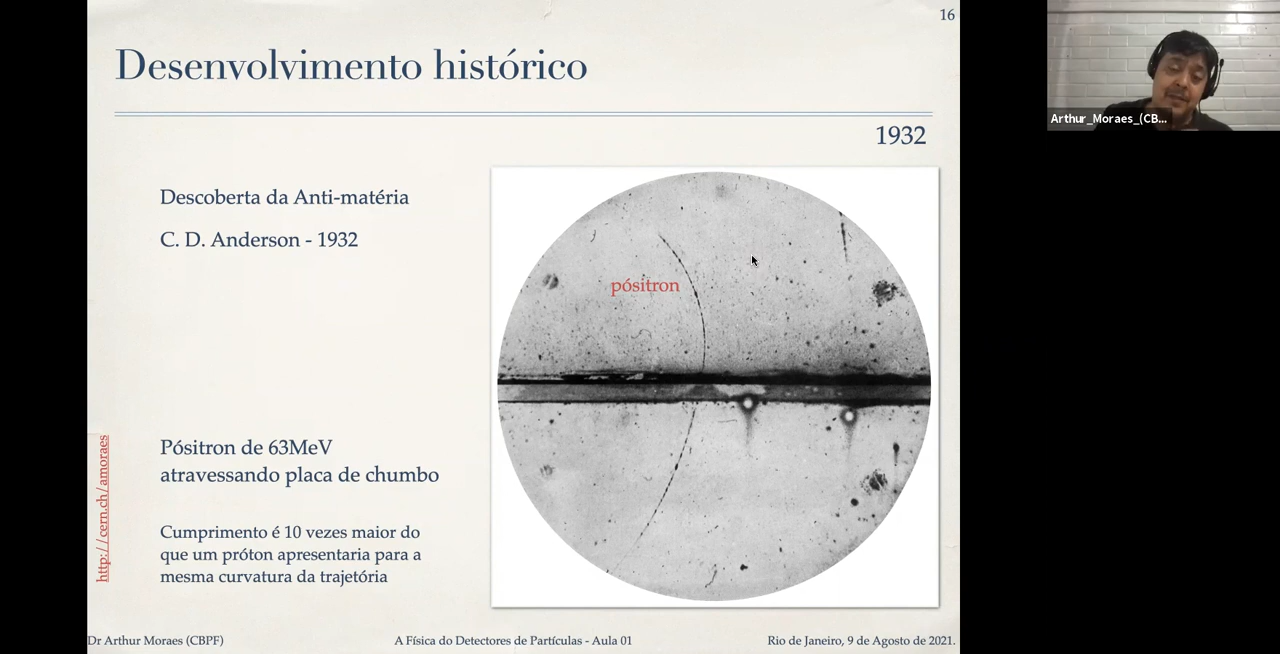 16
Desenvolvimento histórico
1932
Descoberta da Anti-matéria
C. D. Anderson - 1932
pósitron
Pósitron de 63MeV
atravessando placa de chumbo
Cumprimento é 10 vezes maior do
que um próton apresentaria para a
mesma curvatura da trajetória
http://cern.ch/amoraes
Dr Arthur Moraes (CBPF)
A Física do Detectores de Partículas - Aula 01
Rio de Janeiro, 9 de Agosto de 2021.
Arthur_Moraes_(CB...